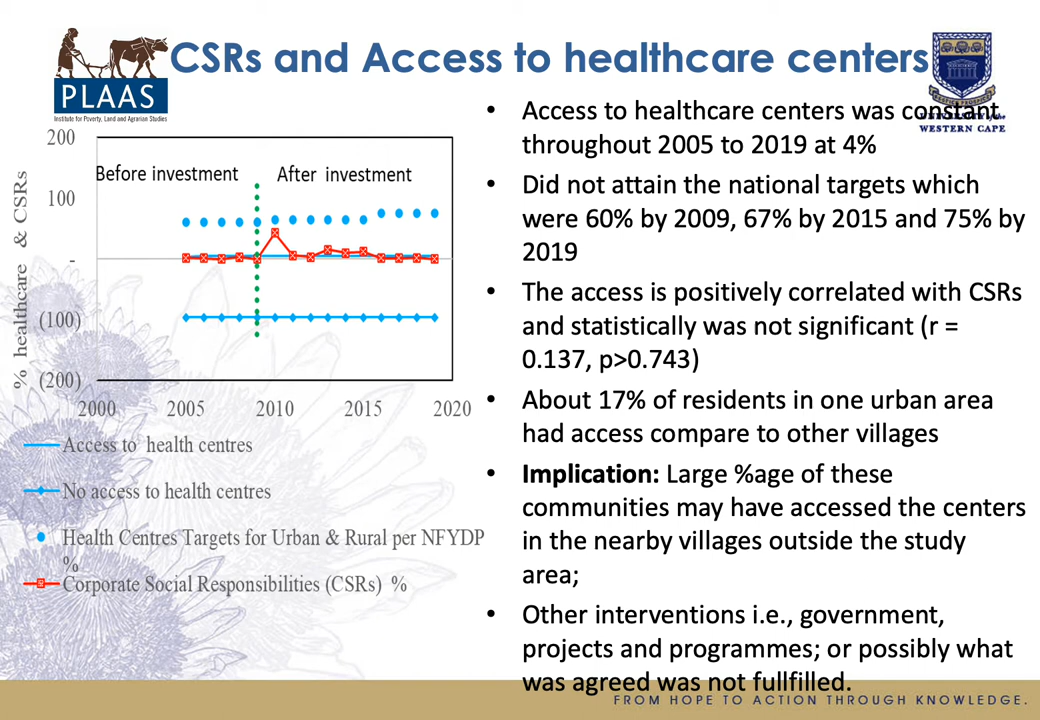 CSRs and Access to healthcare centers
PLAAS
Institute for Poverty, Land and Agrarian Studies
UNIVERSITY of the
WESTERN CAPE
200
100
-
(100)
(200)
% healthcare & CSRs
Before investment
After investment
2000 2005 2010 2015 2020
Access to health centres
No access to health centres
Health Centres Targets for Urban & Rural per NFYDP
%
Corporate Social Responsibilities (CSRs) %
• Access to healthcare centers was constant
throughout 2005 to 2019 at 4%
• Did not attain the national targets which
were 60% by 2009, 67% by 2015 and 75% by
2019
• The access is positively correlated with CSRs
and statistically was not significant (r =
0.137, p>0.743)
• About 17% of residents in one urban area
had access compare to other villages
• Implication: Large %age of these
communities may have accessed the centers
in the nearby villages outside the study
area;
• Other interventions i.e., government,
projects and programmes; or possibly what
was agreed was not fullfilled.
FROM HOPE TO ACTION THROUGH KNOWLEDGE.